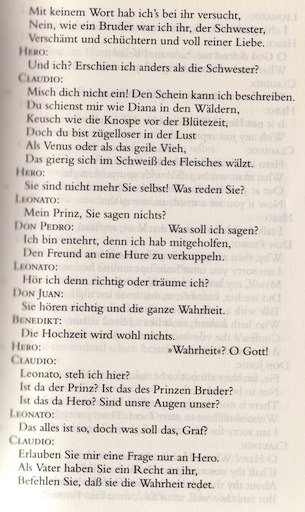 Mit keinem Wort hab ich's bei ihr versucht,
Nein, wie ein Bruder war ich ihr, der Schwester,
Verschämt und schüchtern und voll reiner Liebe.
HERO:
Und ich? Erschien ich anders als die Schwester?
CLAUDIO:
Misch dich nicht ein! Den Schein kann ich beschreiben.
Du schienst mir wie Diana in den Wäldern,
Keusch wie die Knospe vor der Blütezeit,
Doch du bist zügelloser in der Lust
Als Venus oder als das geile Vieh,
Das gierig sich im Schweiß des Fleisches wälzt.
HERO:
Sie sind nicht mehr Sie selbst! Was reden Sie?
LEONATO:
Mein Prinz, Sie sagen nichts?
DON PEDRO: Was soll ich sagen?
Ich bin entehrt, denn ich hab mitgeholfen,
Den Freund an eine Hure zu verkuppeln.
LEONATO:
Hör ich denn richtig oder träume ich?
DON JUAN:
Sie hören richtig und die ganze Wahrheit.
BENEDIKT:
Die Hochzeit wird wohl nichts.
HERO: »Wahrheit«? O Gott!
CLAUDIO:
Leonato, steh ich hier?
Ist da der Prinz? Ist das des Prinzen Bruder?
Ist das da Hero? Sind unsre Augen unser?
LEONATO:
Das alles ist so, doch was soll das, Graf?
CLAUDIO:
Erlauben Sie mir eine Frage nur an Hero.
Als Vater haben Sie ein Recht an ihr,
Befehlen Sie, daß sie die Wahrheit redet.